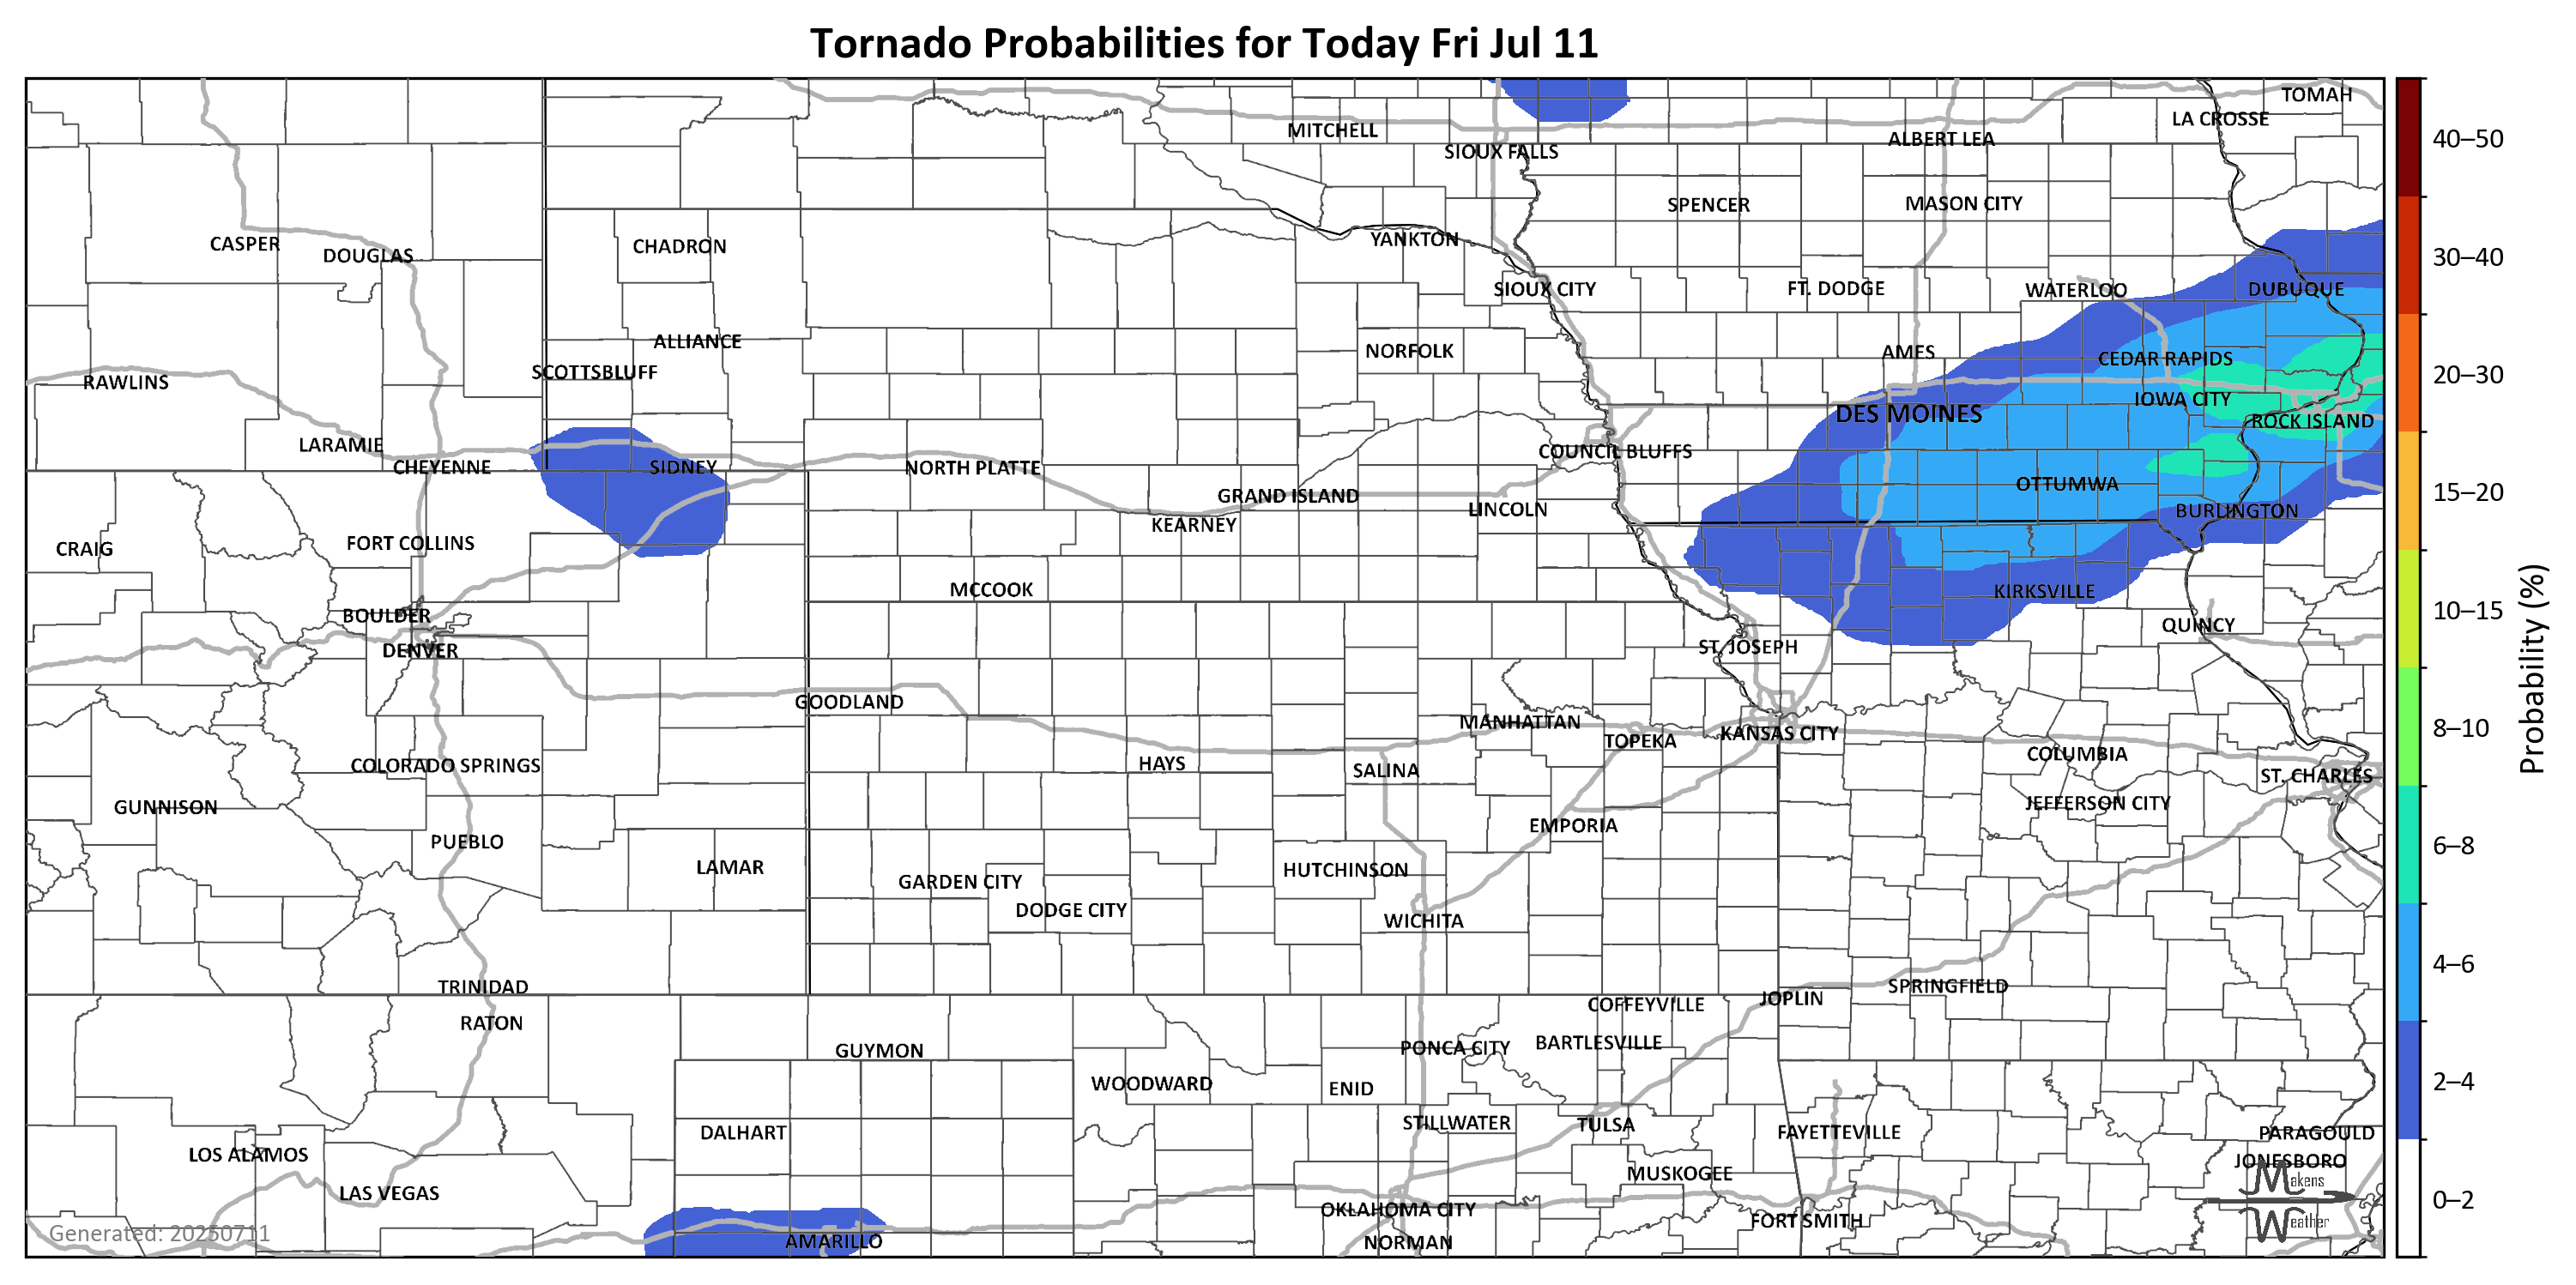 Tornado Probabilities for Today Fri Jul 11
TOMAH
LA CROSSE
MITCHELL
ALBERT LEA
SIOUX FALLS
SPENCER
MASON CITY
CASPER
DOUGLAS
CHADRON
YANKTON
SIOUX CITY
FT. DODGE
WATERLOO
DUBUQUE
ALLIANCE
NORFOLK
AMES
CEDAR RAPIDS
RAWLINS
SCOTTSBLUFF
IOWA CITY
DES MOINES
ROCK ISLAND
LARAMIE
CHEYENNE
SIDNEY
NORTH PLATTE
COUNCIL BLUFFS
GRAND ISLAND
LINCOLN
OTTUMWA
KEARNEY
BURLINGTON
CRAIG
FORT COLLINS
MCCOOK
KIRKSVILLE
BOULDER
QUINCY
DENVER
ST. JOSEPH
GOODLAND
MANHATTAN
TOPEKA
KANSAS CITY
COLUMBIA
COLORADO SPRINGS
HAYS
SALINA
ST. CHARLES
GUNNISON
JEFFERSON CITY
PUEBLO
EMPORIA
LAMAR
GARDEN CITY
HUTCHINSON
DODGE CITY
WICHITA
TRINIDAD
SPRINGFIELD
COFFEYVILLE
JOPLIN
RATON
GUYMON
PONCA CITY
BARTLESVILLE
WOODWARD
ENID
DALHART
STILLWATER
TULSA
FAYETTEVILLE
PARAGOULD
LOS ALAMOS
JONESBORO
MUSKOGEE
LAS VEGAS
OKLAHOMA CITY
FORT SMITH
AMARILLO
NORMAN
Generated: 20250711
Makens
Weather
40–50
30–40
20–30
15–20
10–15
8–10
6–8
4–6
2–4
0–2
Probability (%)